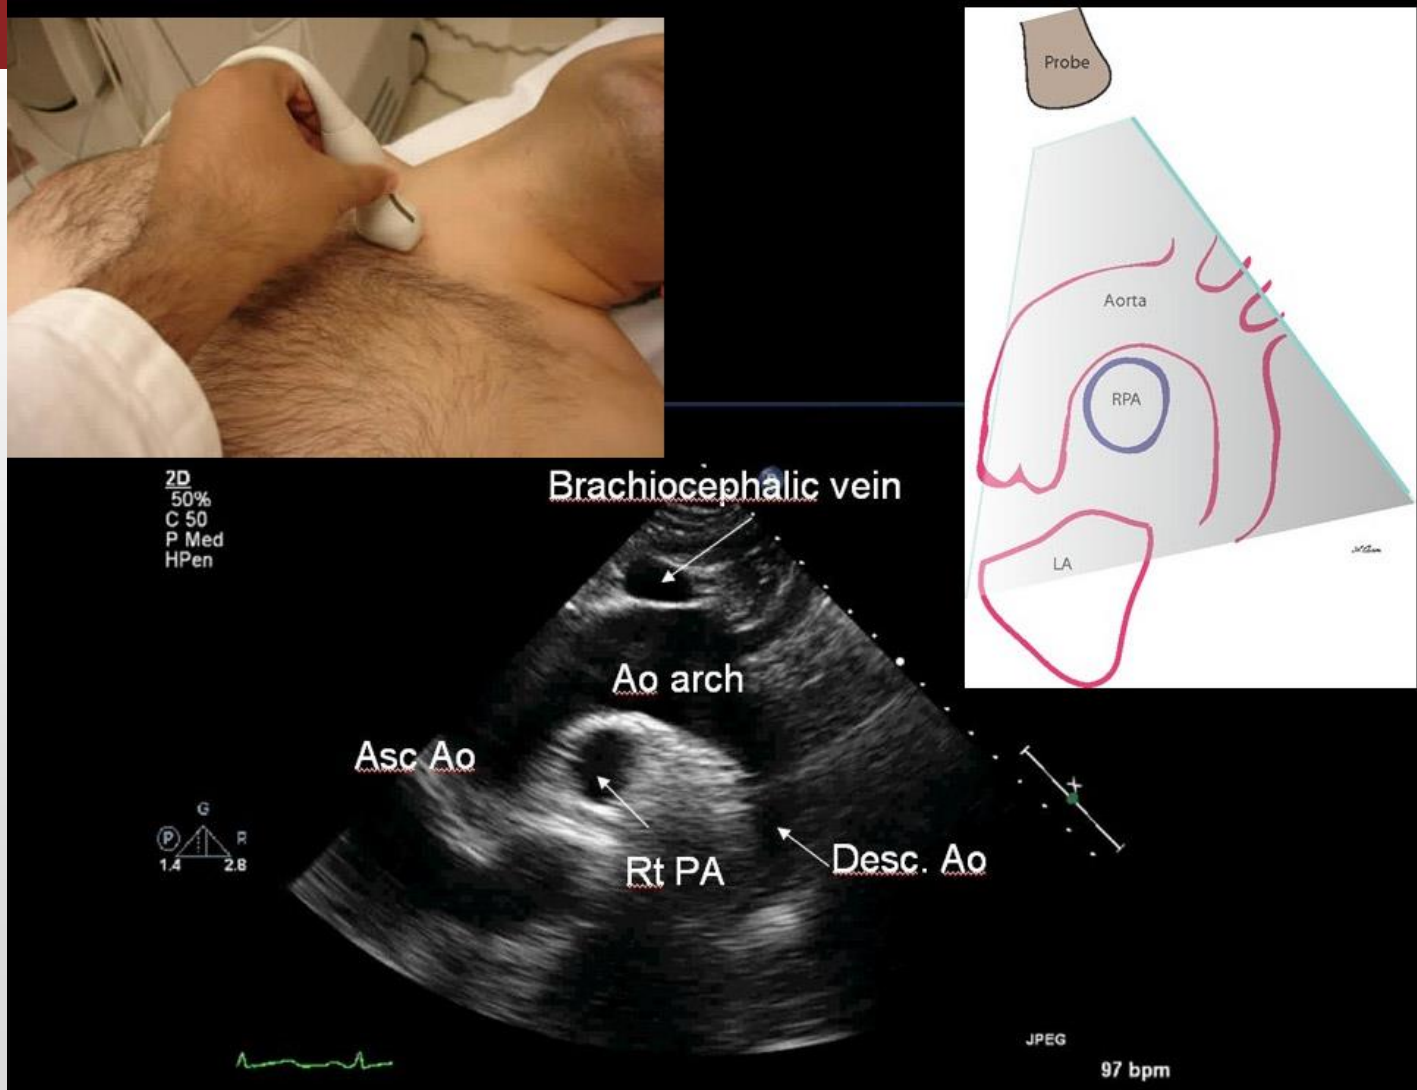 Probe
Aorta
RPA
LA
2D
50%
C 50
P Med
HPen
Brachiocephalic vein
Ao arch
Asc Ao
Rt PA
Desc. Ao
G
P R
1.4 2.8
X
JPEG
97 bpm